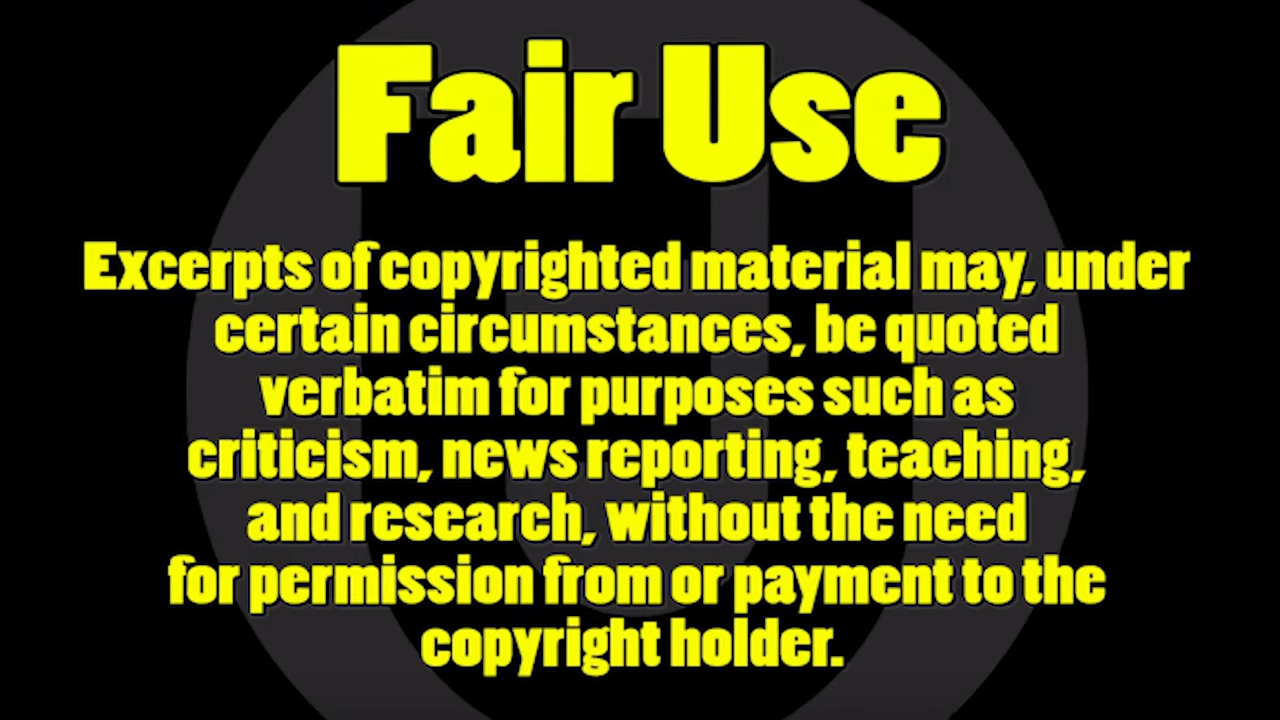 Fair Use
Excerpts of copyrighted material may, under
certain circumstances, be quoted
verbatim for purposes such as
criticism, news reporting, teaching,
and research, without the need
for permission from or payment to the
copyright holder.